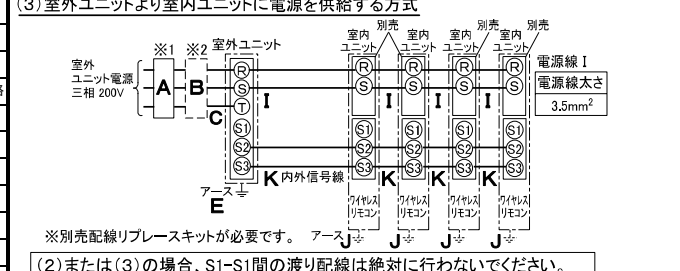 (3)室外ユニットより室内ユニットに電源を供給する方式
※1 ※2 室外ユニット
室内ユニット 別売 室内ユニット 室内ユニット 別売 室内ユニット 別売
室外
ユニット電源
三相 200V
A B C
R
S
T
S1
S2
S3
I I I I
R R R R
S S S S
S1 S1 S1 S1
S2 S2 S2 S2
S3 S3 S3 S3
電源線 I
電源線太さ
3.5mm²
K 内外信号線 K K K
アース
E
ワイヤレス ワイヤレス ワイヤレス ワイヤレス
リモコン リモコン リモコン リモコン
※別売配線リプレースキットが必要です。 アース J J J J
(2)または(3)の場合、S1-S1間の渡り配線は絶対に行わないでください。